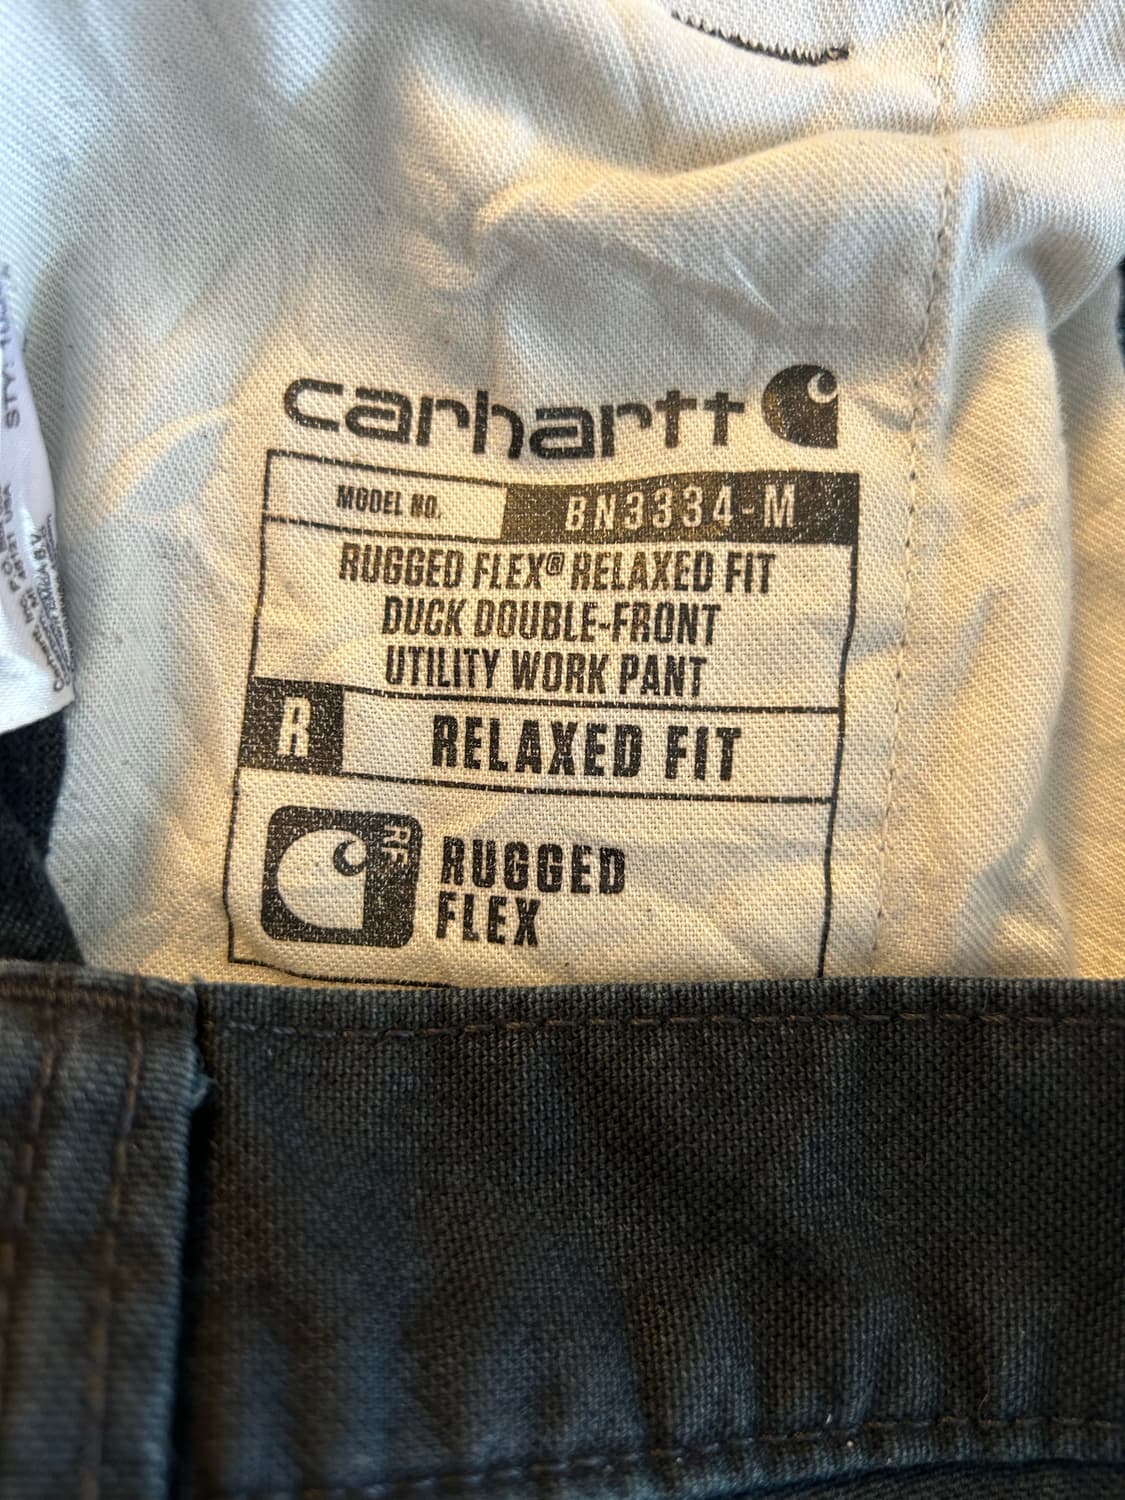 carhartt
MODEL NO. BN3334-M
RUGGED FLEX® RELAXED FIT
DUCK DOUBLE-FRONT
UTILITY WORK PANT
R RELAXED FIT
RF
RUGGED
FLEX
STY: